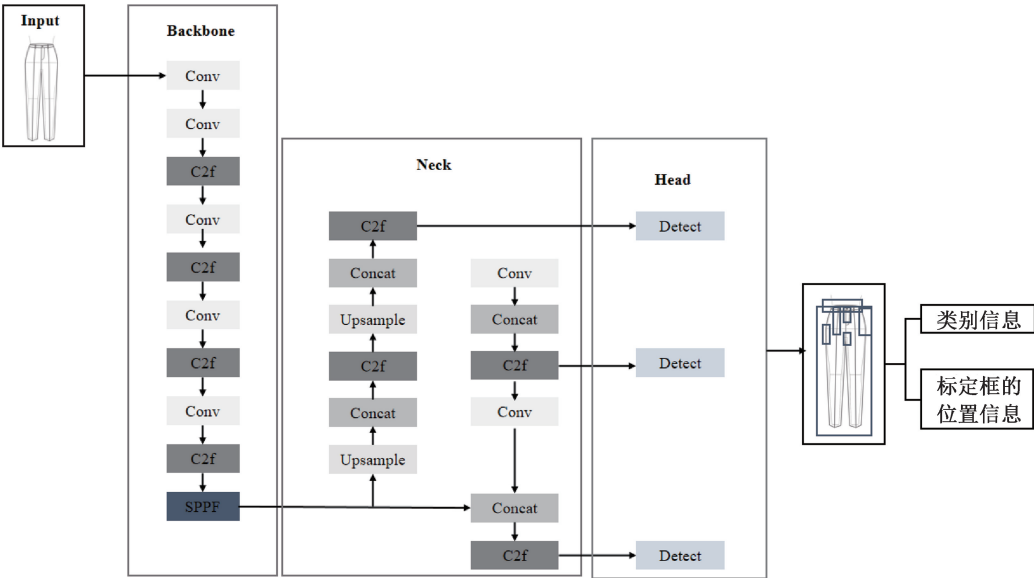 Input
Backbone
Conv
Conv
C2f
Conv
C2f
Conv
C2f
Conv
C2f
SPPF
Neck
C2f
Concat
Upsample
C2f
Concat
Upsample
Conv
Concat
C2f
Conv
Concat
C2f
Head
Detect
Detect
Detect
类别信息
标定框的
位置信息